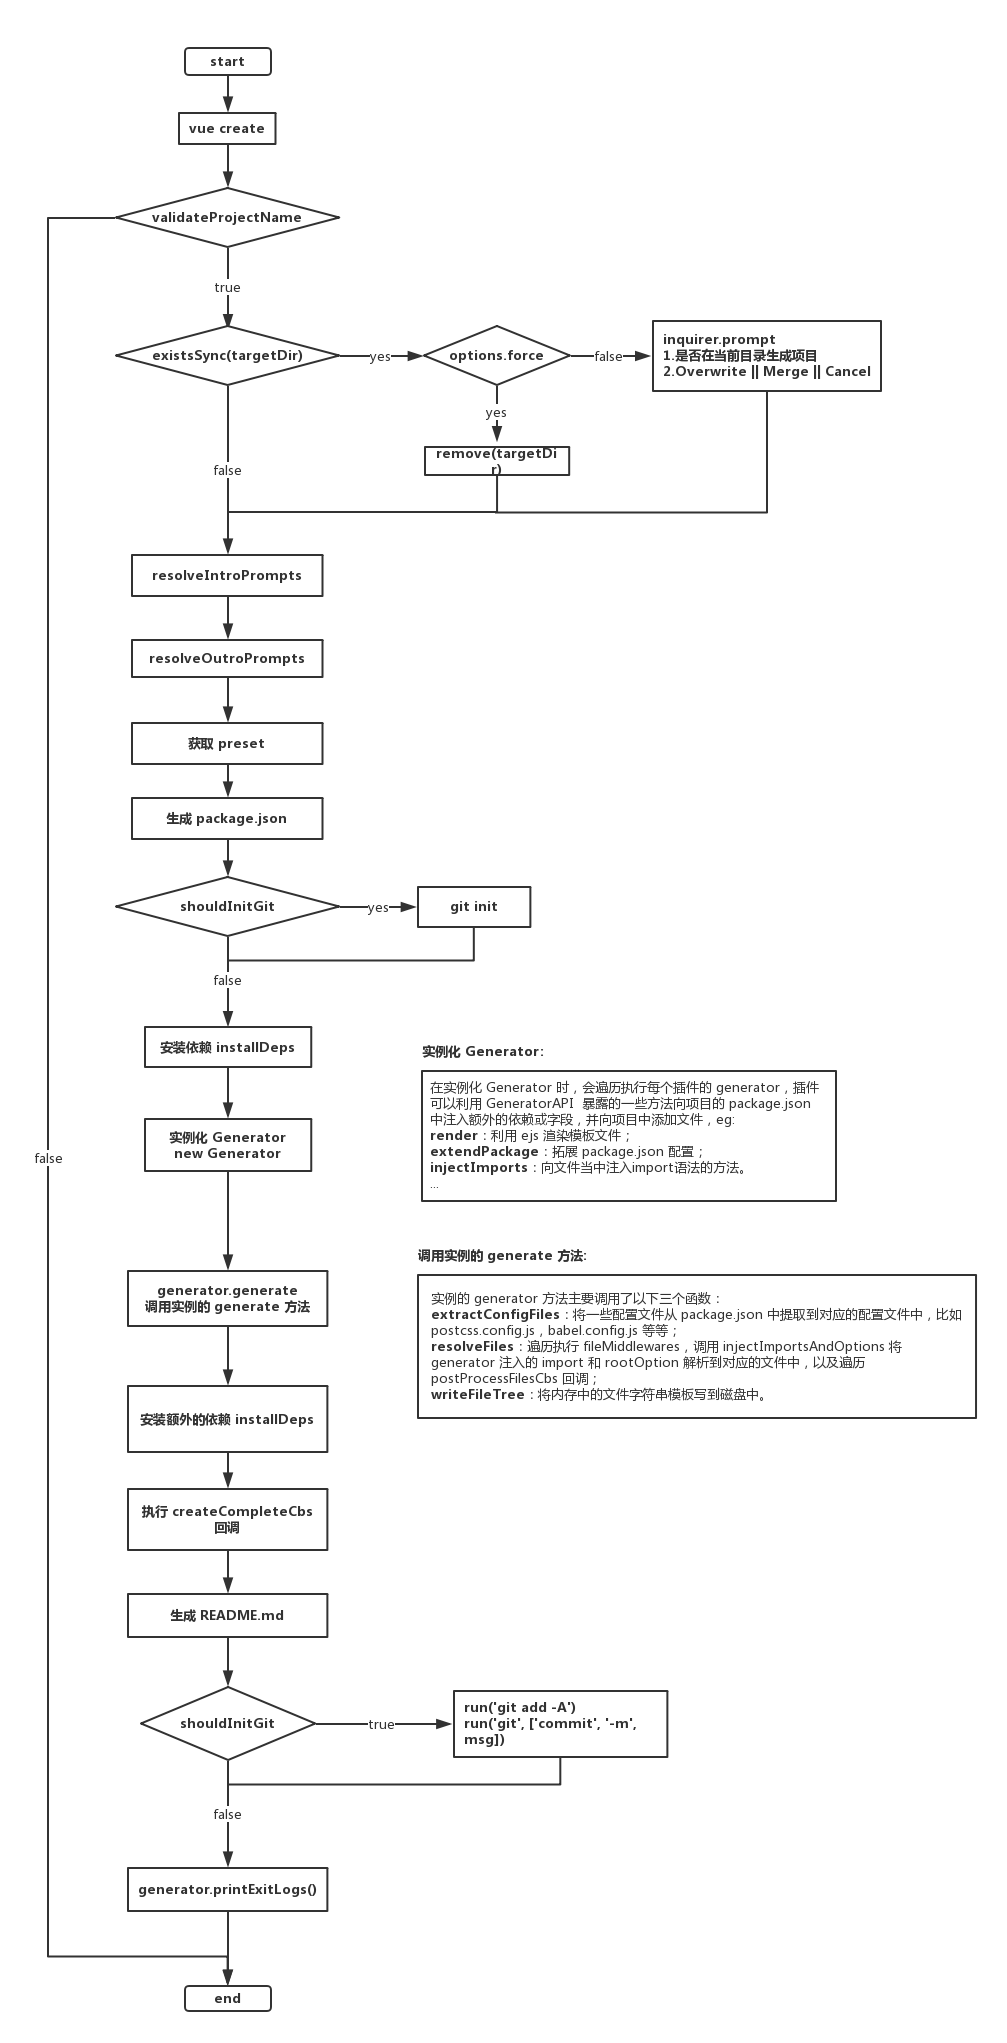 start
vue create
validateProjectName
true
existsSync(targetDir)
yes
options.force
false
inquirer.prompt
1.是否在当前目录生成项目
2.Overwrite || Merge || Cancel
yes
remove(targetDi
r)
false
resolveIntroPrompts
resolveOutroPrompts
获取 preset
生成 package.json
shouldInitGit
yes
git init
false
安装依赖 installDeps
实例化 Generator:
在实例化 Generator 时，会遍历执行每个插件的 generator，插件
可以利用 GeneratorAPI 暴露的一些方法向项目的 package.json
中注入额外的依赖或字段，并向项目中添加文件，eg:
render：利用 ejs 渲染模板文件；
extendPackage：拓展 package.json 配置；
injectImports：向文件当中注入import语法的方法。
...
实例化 Generator
new Generator
false
调用实例的 generate 方法:
实例的 generator 方法主要调用了以下三个函数：
extractConfigFiles：将一些配置文件从 package.json 中提取到对应的配置文件中，比如
postcss.config.js，babel.config.js 等等；
resolveFiles：遍历执行 fileMiddlewares，调用 injectImportsAndOptions 将
generator 注入的 import 和 rootOption 解析到对应的文件中，以及遍历
postProcessFilesCbs 回调；
writeFileTree：将内存中的文件字符串模板写到磁盘中。
generator.generate
调用实例的 generate 方法
安装额外的依赖 installDeps
执行 createCompleteCbs
回调
生成 README.md
shouldInitGit
true
run('git add -A')
run('git', ['commit', '-m',
msg])
false
generator.printExitLogs()
end